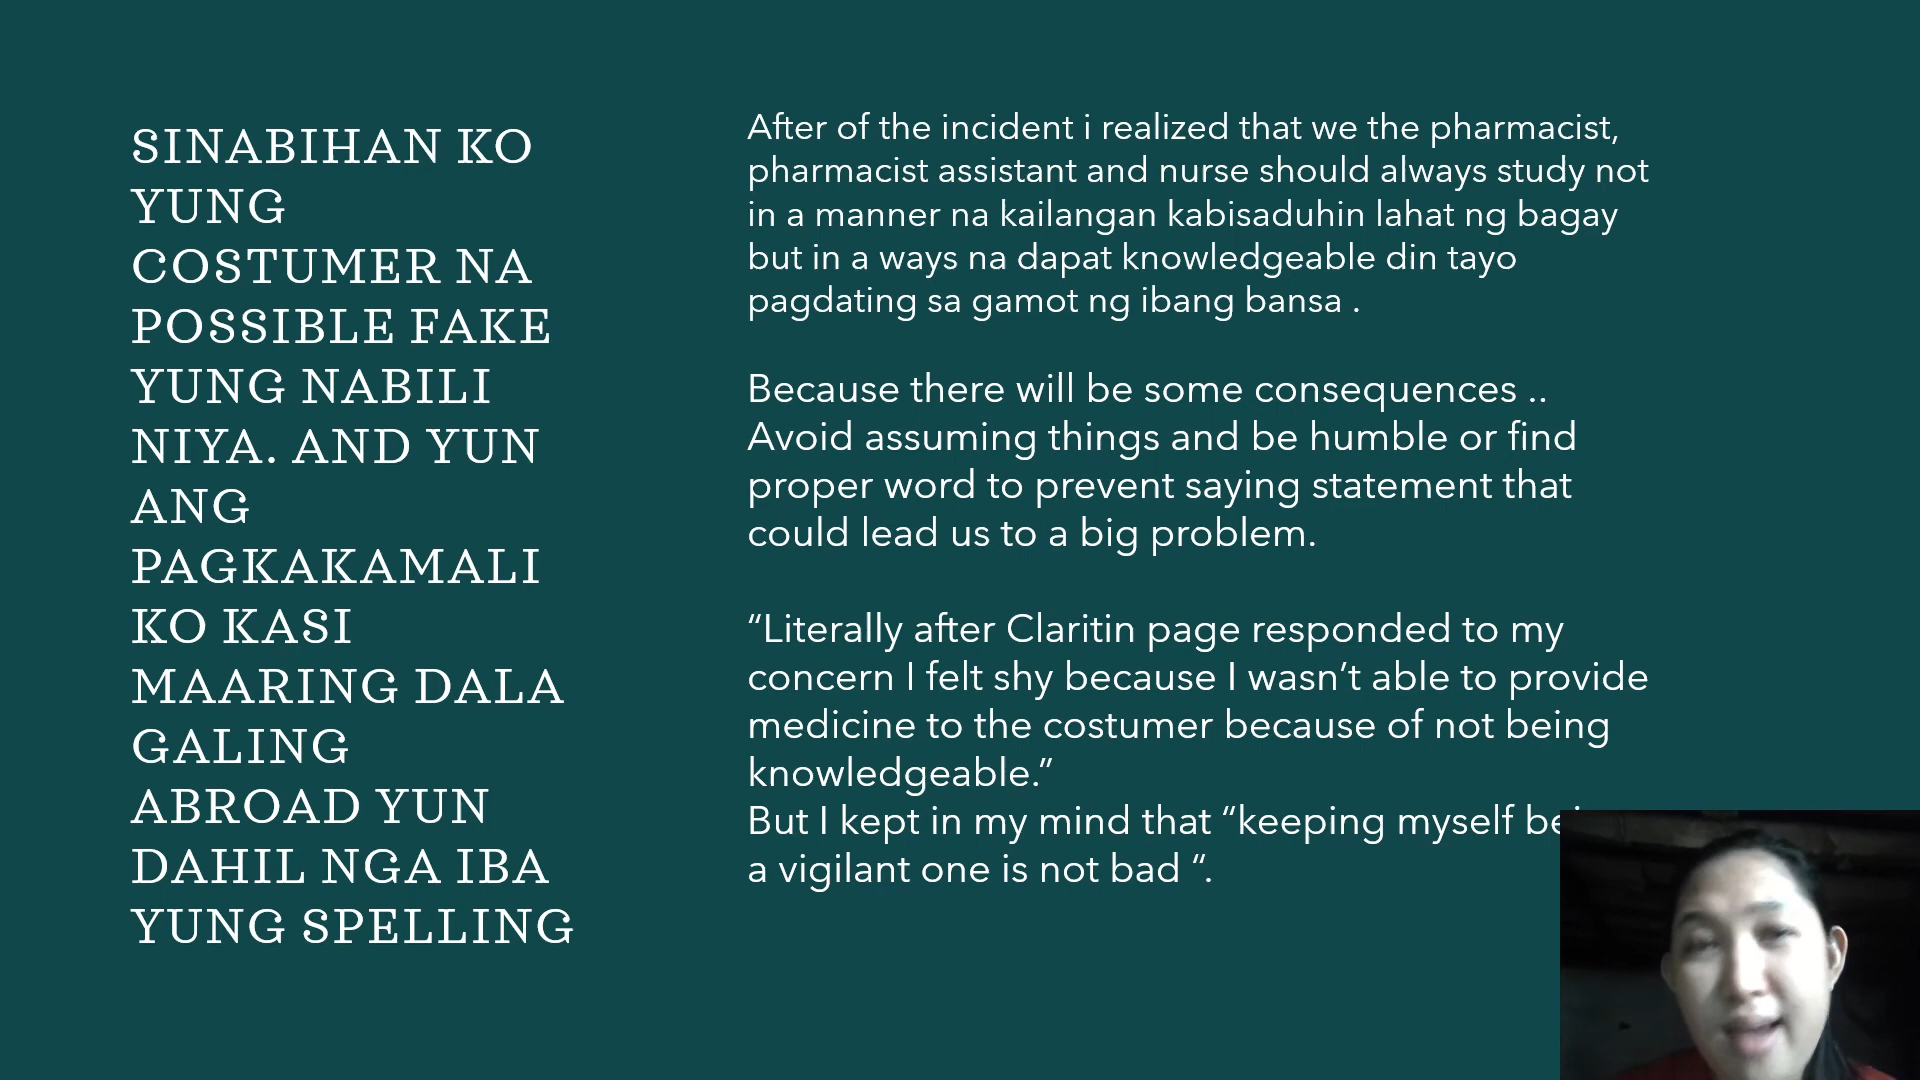 SINABIHAN KO
YUNG
COSTUMER NA
POSSIBLE FAKE
YUNG NABILI
NIYA. AND YUN
ANG
PAGKAKAMALI
KO KASI
MAARING DALA
GALING
ABROAD YUN
DAHIL NGA IBA
YUNG SPELLING
After of the incident i realized that we the pharmacist,
pharmacist assistant and nurse should always study not
in a manner na kailangan kabisaduhin lahat ng bagay
but in a ways na dapat knowledgeable din tayo
pagdating sa gamot ng ibang bansa .
Because there will be some consequences ..
Avoid assuming things and be humble or find
proper word to prevent saying statement that
could lead us to a big problem.
“Literally after Claritin page responded to my
concern I felt shy because I wasn’t able to provide
medicine to the costumer because of not being
knowledgeable.”
But I kept in my mind that “keeping myself
a vigilant one is not bad “.